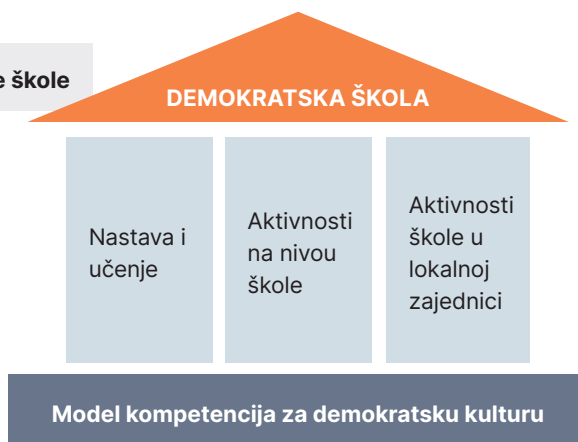 e škole
DEMOKRATSKA ŠKOLA
Nastava i
učenje
Aktivnosti
na nivou
škole
Aktivnosti
škole u
lokalnoj
zajednici
Model kompetencija za demokratsku kulturu